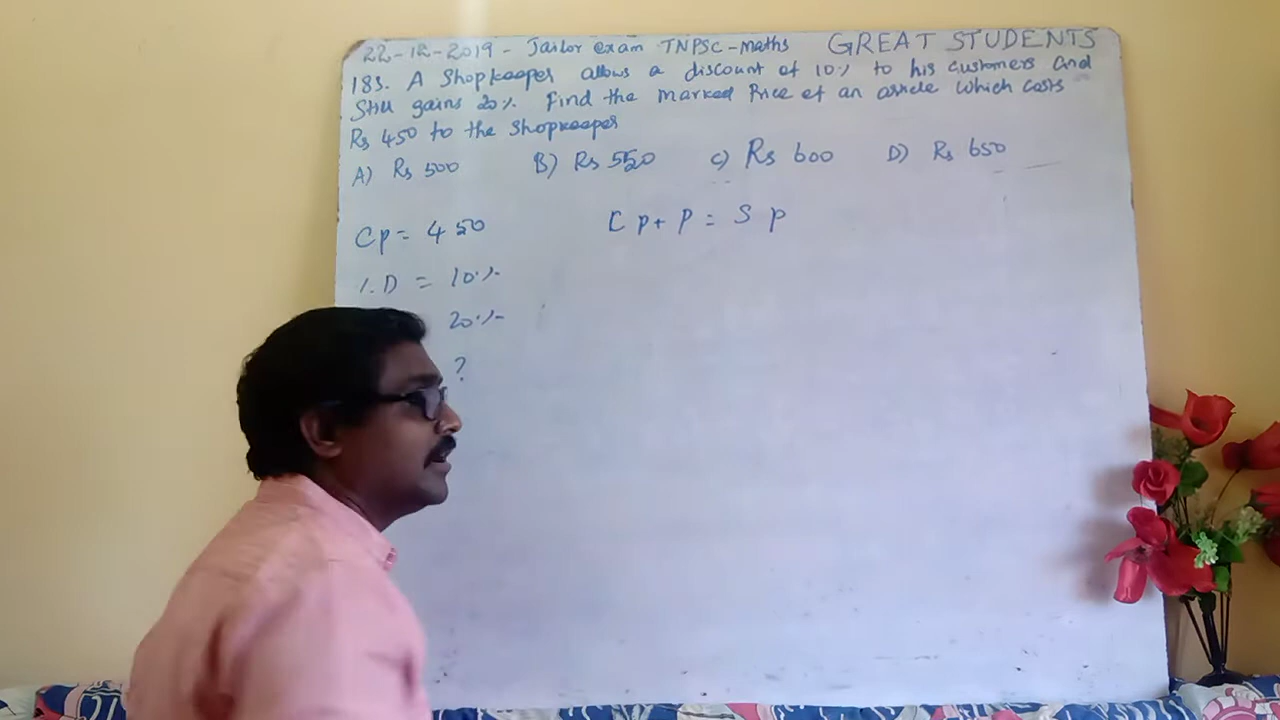 22-12-2019 - Jailor exam TNPSC-Maths GREAT STUDENTS
183. A Shopkeeper allows a discount of 10% to his customers and
Still gains 20%. Find the Marked Price of an article which costs
Rs 450 to the shopkeeper
A) Rs 500 B) Rs 550 C) Rs 600 D) Rs 650
Cp = 450 Cp + P = S P
%.D = 10%
20%
?